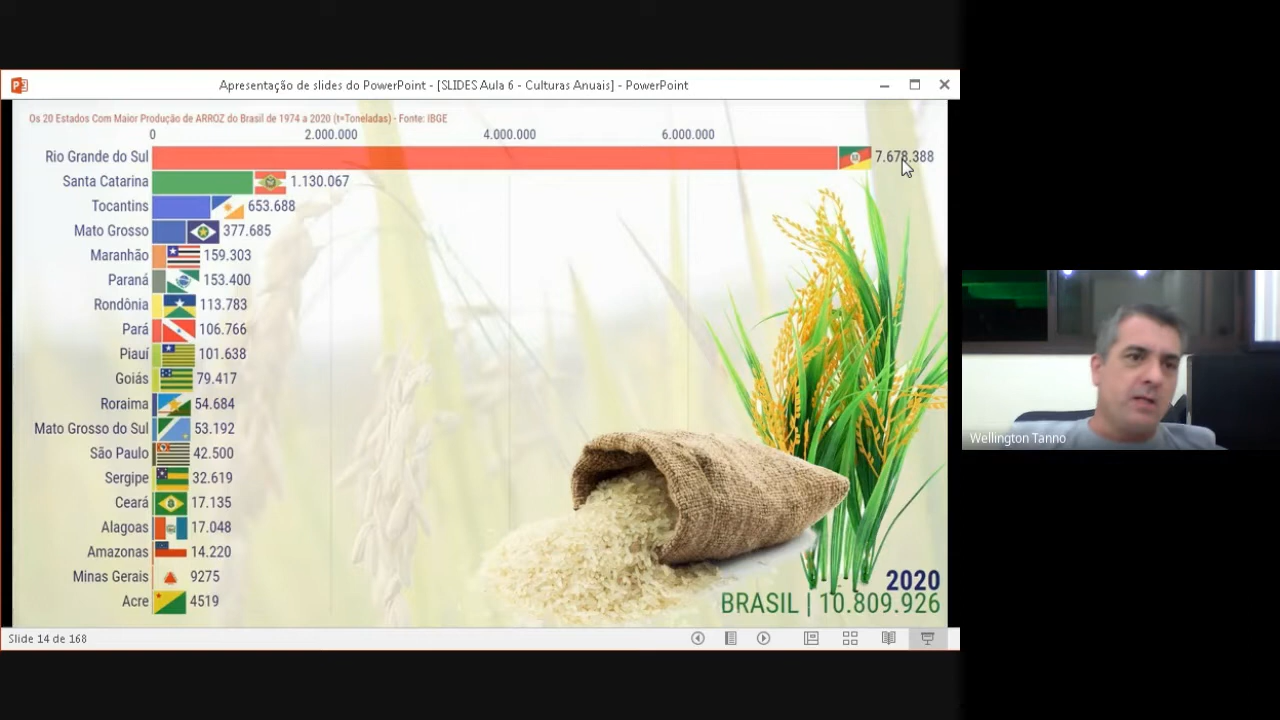 Apresentação de slides do PowerPoint - [SLIDES Aula 6 - Culturas Anuais] - PowerPoint
Os 20 Estados Com Maior Produção de ARROZ do Brasil de 1974 a 2020 (t=Toneladas) - Fonte: IBGE
0 2.000.000 4.000.000 6.000.000
Rio Grande do Sul 7.678.388
Santa Catarina 1.130.067
Tocantins 653.688
Mato Grosso 377.685
Maranhão 159.303
Paraná 153.400
Rondônia 113.783
Pará 106.766
Piauí 101.638
Goiás 79.417
Roraima 54.684
Mato Grosso do Sul 53.192
São Paulo 42.500
Sergipe 32.619
Ceará 17.135
Alagoas 17.048
Amazonas 14.220
Minas Gerais 9275
Acre 4519
2020
BRASIL | 10.809.926
Slide 14 de 168
Wellington Tanno